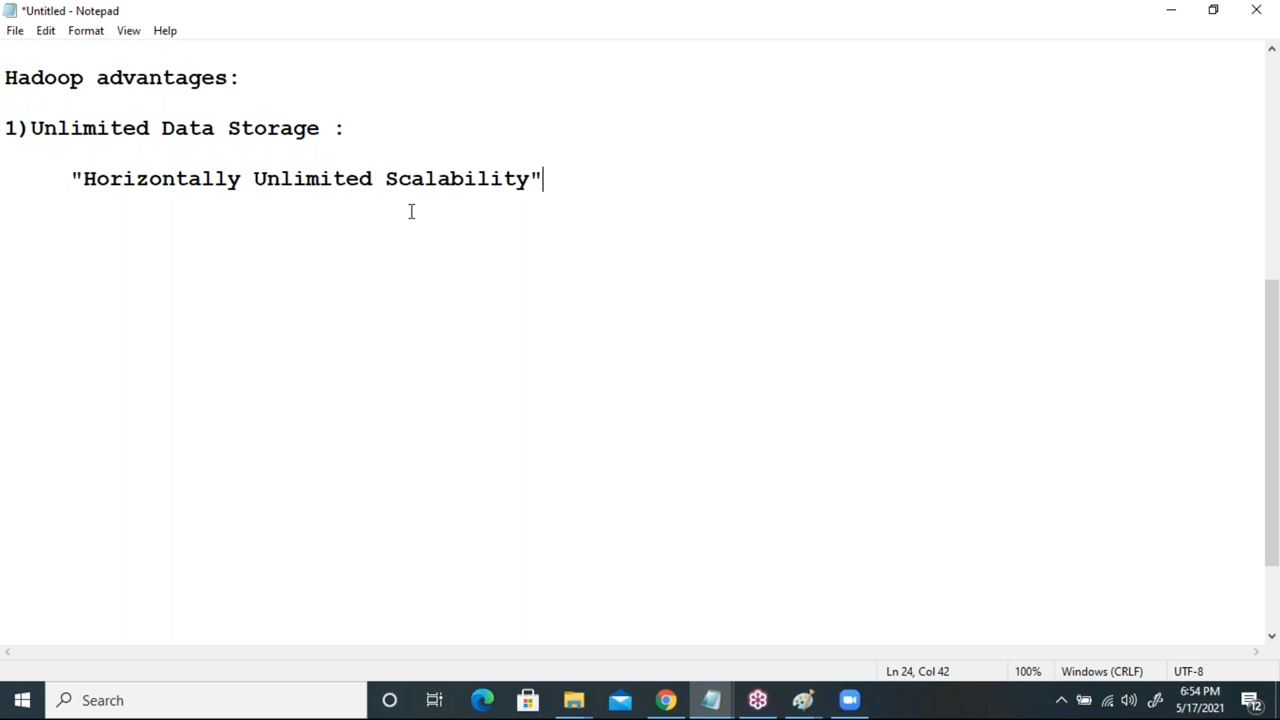 *Untitled - Notepad
File Edit Format View Help
Hadoop advantages:
1)Unlimited Data Storage :
"Horizontally Unlimited Scalability"
Ln 24, Col 42 100% Windows (CRLF) UTF-8
Search
6:54 PM
5/17/2021
12